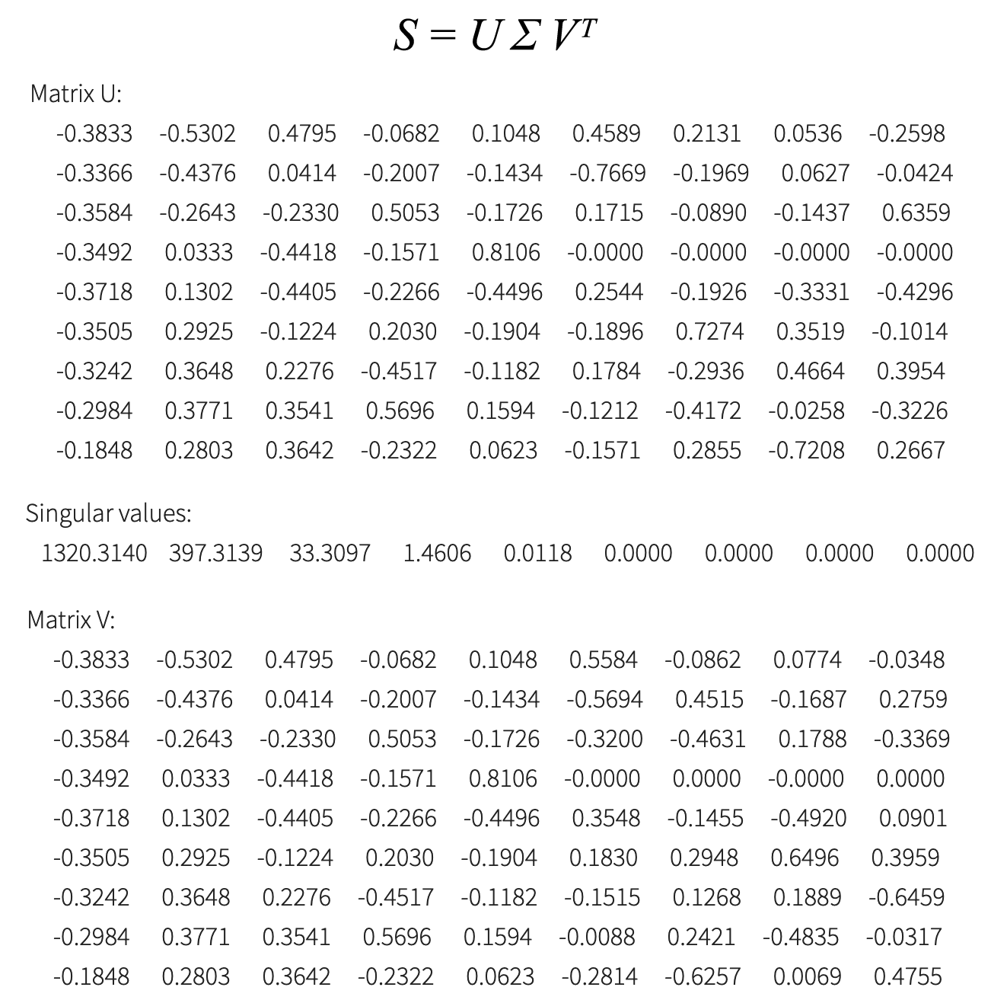 S = U Σ Vᵀ
Matrix U:
-0.3833 -0.5302 0.4795 -0.0682 0.1048 0.4589 0.2131 0.0536 -0.2598
-0.3366 -0.4376 0.0414 -0.2007 -0.1434 -0.7669 -0.1969 0.0627 -0.0424
-0.3584 -0.2643 -0.2330 0.5053 -0.1726 0.1715 -0.0890 -0.1437 0.6359
-0.3492 0.0333 -0.4418 -0.1571 0.8106 -0.0000 -0.0000 -0.0000 -0.0000
-0.3718 0.1302 -0.4405 -0.2266 -0.4496 0.2544 -0.1926 -0.3331 -0.4296
-0.3505 0.2925 -0.1224 0.2030 -0.1904 -0.1896 0.7274 0.3519 -0.1014
-0.3242 0.3648 0.2276 -0.4517 -0.1182 0.1784 -0.2936 0.4664 0.3954
-0.2984 0.3771 0.3541 0.5696 0.1594 -0.1212 -0.4172 -0.0258 -0.3226
-0.1848 0.2803 0.3642 -0.2322 0.0623 -0.1571 0.2855 -0.7208 0.2667
Singular values:
1320.3140 397.3139 33.3097 1.4606 0.0118 0.0000 0.0000 0.0000 0.0000
Matrix V:
-0.3833 -0.5302 0.4795 -0.0682 0.1048 0.5584 -0.0862 0.0774 -0.0348
-0.3366 -0.4376 0.0414 -0.2007 -0.1434 -0.5694 0.4515 -0.1687 0.2759
-0.3584 -0.2643 -0.2330 0.5053 -0.1726 -0.3200 -0.4631 0.1788 -0.3369
-0.3492 0.0333 -0.4418 -0.1571 0.8106 -0.0000 0.0000 -0.0000 0.0000
-0.3718 0.1302 -0.4405 -0.2266 -0.4496 0.3548 -0.1455 -0.4920 0.0901
-0.3505 0.2925 -0.1224 0.2030 -0.1904 0.1830 0.2948 0.6496 0.3959
-0.3242 0.3648 0.2276 -0.4517 -0.1182 -0.1515 0.1268 0.1889 -0.6459
-0.2984 0.3771 0.3541 0.5696 0.1594 -0.0088 0.2421 -0.4835 -0.0317
-0.1848 0.2803 0.3642 -0.2322 0.0623 -0.2814 -0.6257 0.0069 0.4755